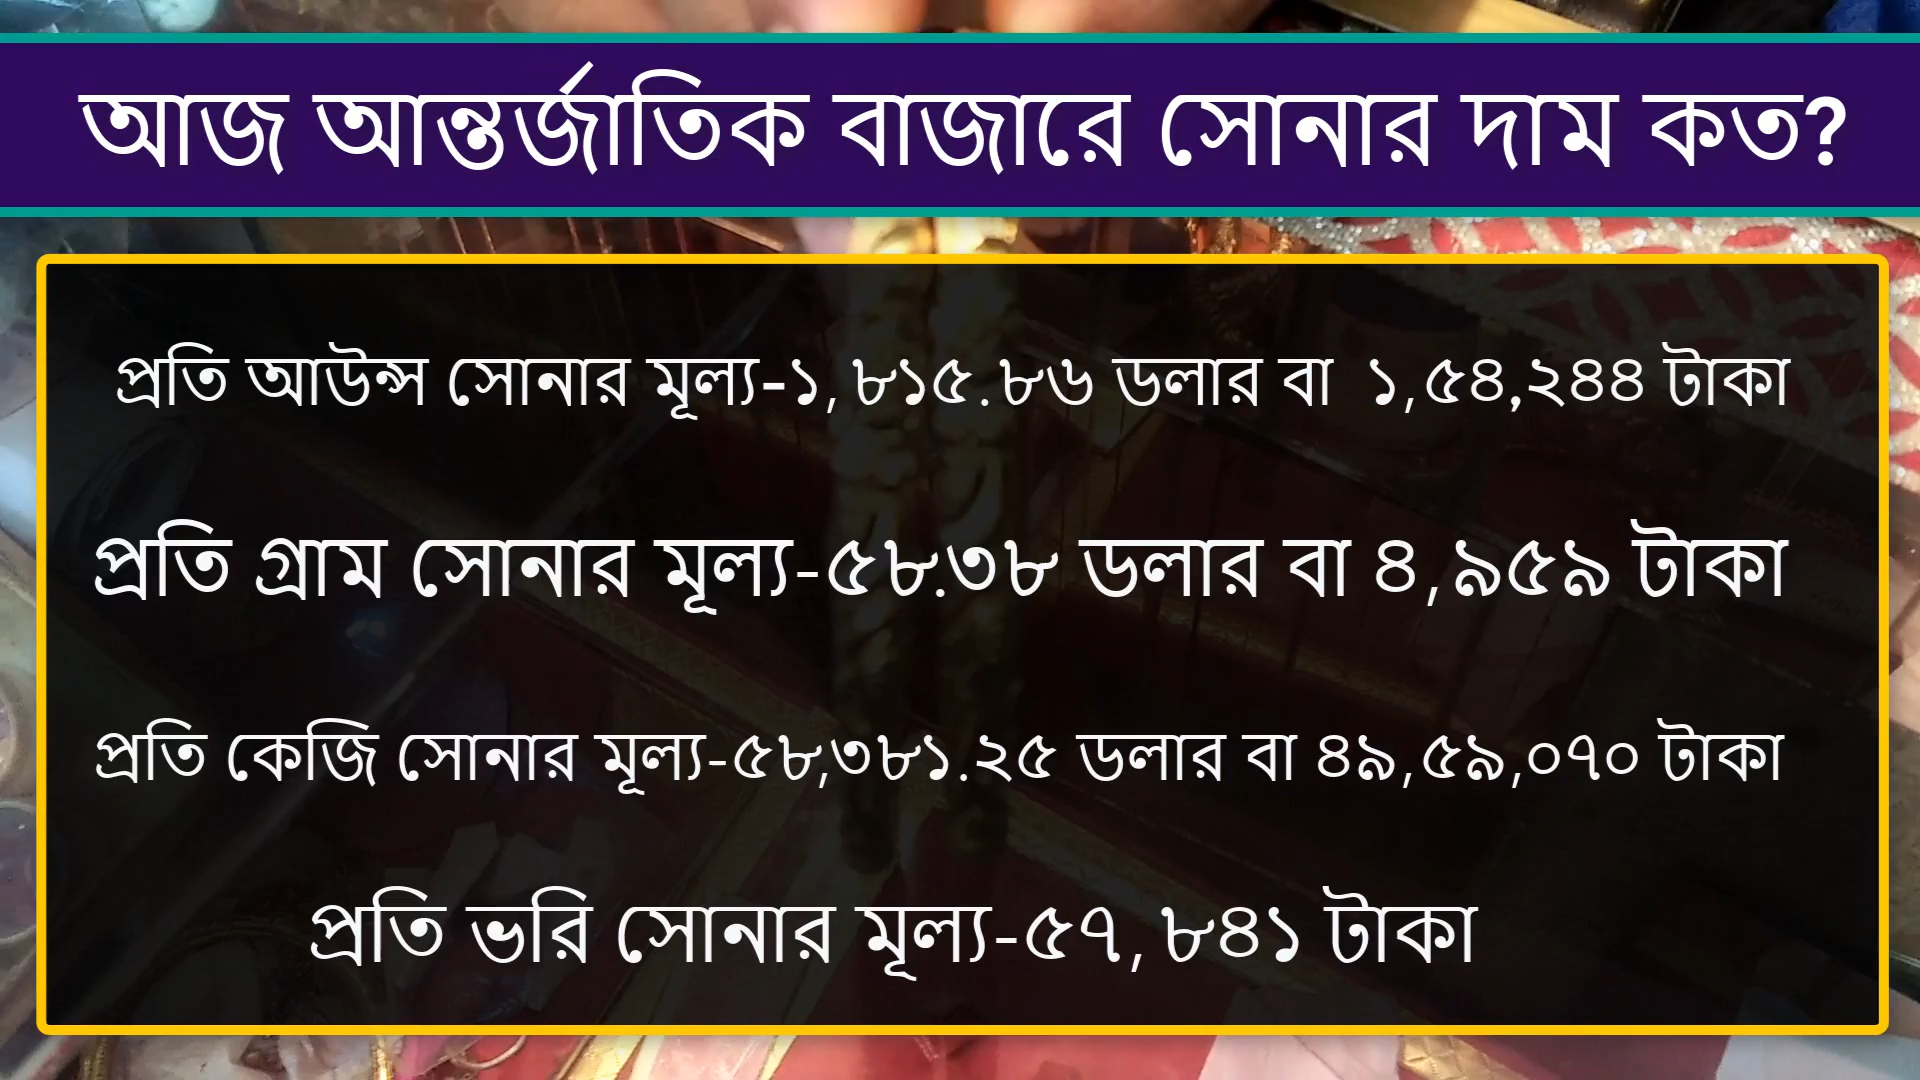 আজ আন্তর্জাতিক বাজারে সোনার দাম কত?
প্রতি আউন্স সোনার মূল্য-১,৮১৫.৮৬ ডলার বা ১,৫৪,২৪৪ টাকা
প্রতি গ্রাম সোনার মূল্য-৫৮.৩৮ ডলার বা ৪,৯৫৯ টাকা
প্রতি কেজি সোনার মূল্য-৫৮,৩৮১.২৫ ডলার বা ৪৯,৫৯,০৭০ টাকা
প্রতি ভরি সোনার মূল্য-৫৭,৮৪১ টাকা